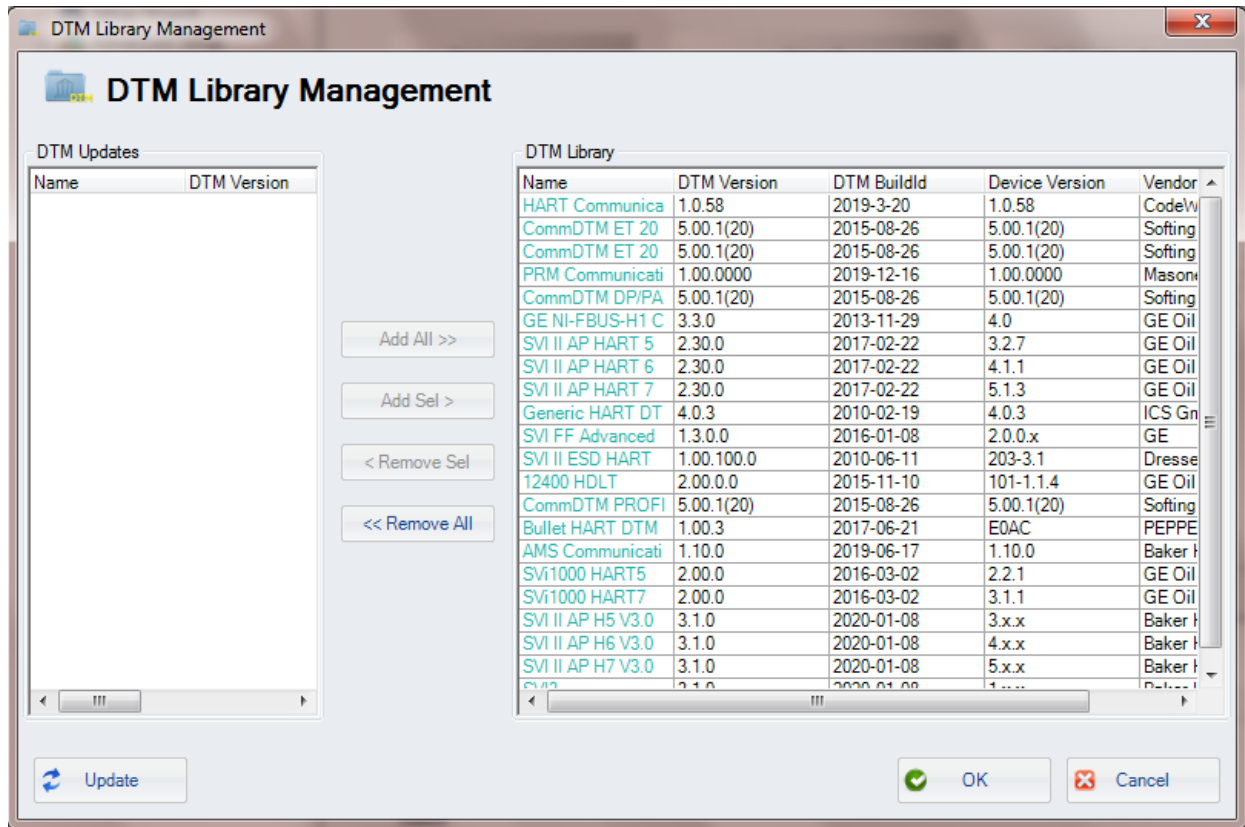 DTM Library Management
DTM Library Management
DTM Updates
Name DTM Version
Add All >>
Add Sel >
< Remove Sel
<< Remove All
DTM Library
Name DTM Version DTM BuildId Device Version Vendor
HART Communica 1.0.58 2019-3-20 1.0.58 CodeW
CommDTM ET 20 5.00.1(20) 2015-08-26 5.00.1(20) Softing
CommDTM ET 20 5.00.1(20) 2015-08-26 5.00.1(20) Softing
PRM Communicati 1.00.0000 2019-12-16 1.00.0000 Masone
CommDTM DP/PA 5.00.1(20) 2015-08-26 5.00.1(20) Softing
GE NI-FBUS-H1 C 3.3.0 2013-11-29 4.0 GE Oil
SVI II AP HART 5 2.30.0 2017-02-22 3.2.7 GE Oil
SVI II AP HART 6 2.30.0 2017-02-22 4.1.1 GE Oil
SVI II AP HART 7 2.30.0 2017-02-22 5.1.3 GE Oil
Generic HART DT 4.0.3 2010-02-19 4.0.3 ICS Gm
SVI FF Advanced 1.3.0.0 2016-01-08 2.0.0.x GE
SVI II ESD HART 1.00.100.0 2010-06-11 203-3.1 Dresse
12400 HDLT 2.00.0.0 2015-11-10 101-1.1.4 GE Oil
CommDTM PROFI 5.00.1(20) 2015-08-26 5.00.1(20) Softing
Bullet HART DTM 1.00.3 2017-06-21 E0AC PEPPE
AMS Communicati 1.10.0 2019-06-17 1.10.0 Baker H
SVi1000 HART5 2.00.0 2016-03-02 2.2.1 GE Oil
SVi1000 HART7 2.00.0 2016-03-02 3.1.1 GE Oil
SVI II AP H5 V3.0 3.1.0 2020-01-08 3.x.x Baker H
SVI II AP H6 V3.0 3.1.0 2020-01-08 4.x.x Baker H
SVI II AP H7 V3.0 3.1.0 2020-01-08 5.x.x Baker H
Update
OK
Cancel